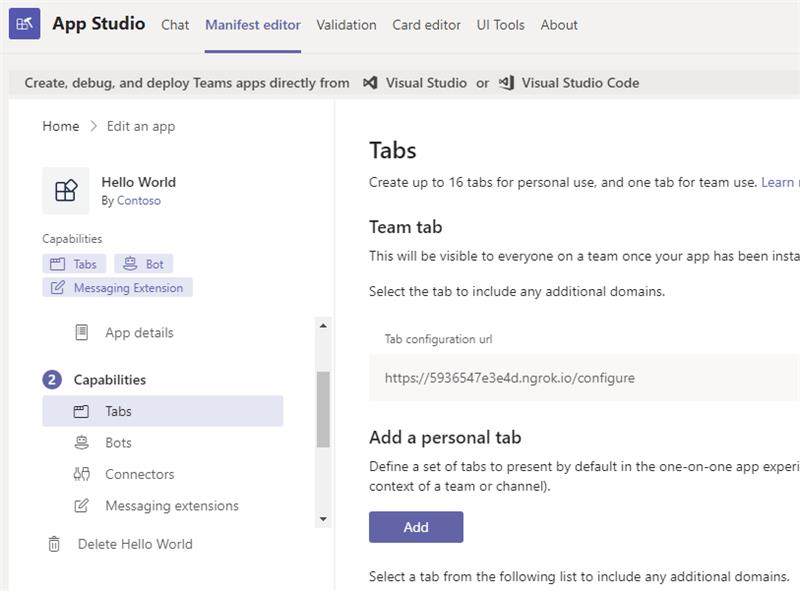 App Studio Chat Manifest editor Validation Card editor UI Tools About
Create, debug, and deploy Teams apps directly from Visual Studio or Visual Studio Code
Home > Edit an app
Hello World
By Contoso
Capabilities
Tabs Bot
Messaging Extension
App details
2 Capabilities
Tabs
Bots
Connectors
Messaging extensions
Delete Hello World
Tabs
Create up to 16 tabs for personal use, and one tab for team use. Learn
Team tab
This will be visible to everyone on a team once your app has been insta
Select the tab to include any additional domains.
Tab configuration url
https://5936547e3e4d.ngrok.io/configure
Add a personal tab
Define a set of tabs to present by default in the one-on-one app experi
context of a team or channel).
Add
Select a tab from the following list to include any additional domains.